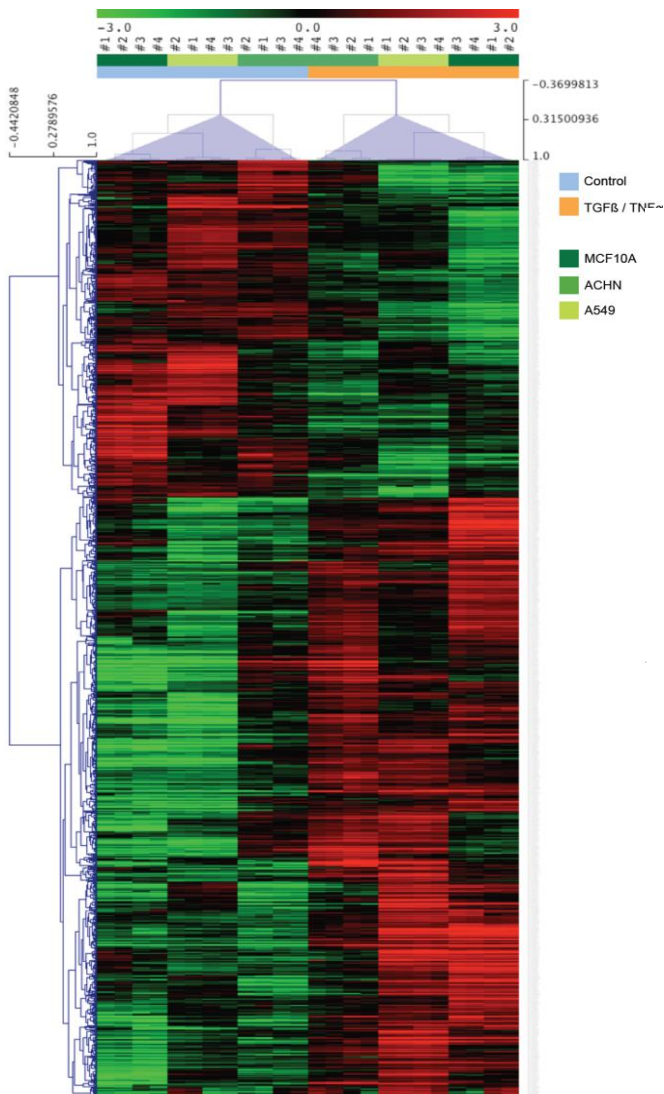 -3.0 0.0 3.0
#1 #2 #3 #4 #1 #2 #4 #3 #2 #1 #3 #4 #4 #3 #2 #1 #1 #2 #3 #4 #3 #4 #1 #2
-0.4420848
0.2789576
1.0
-0.3699813
0.31500936
1.0
Control
TGFß / TNFα
MCF10A
ACHN
A549